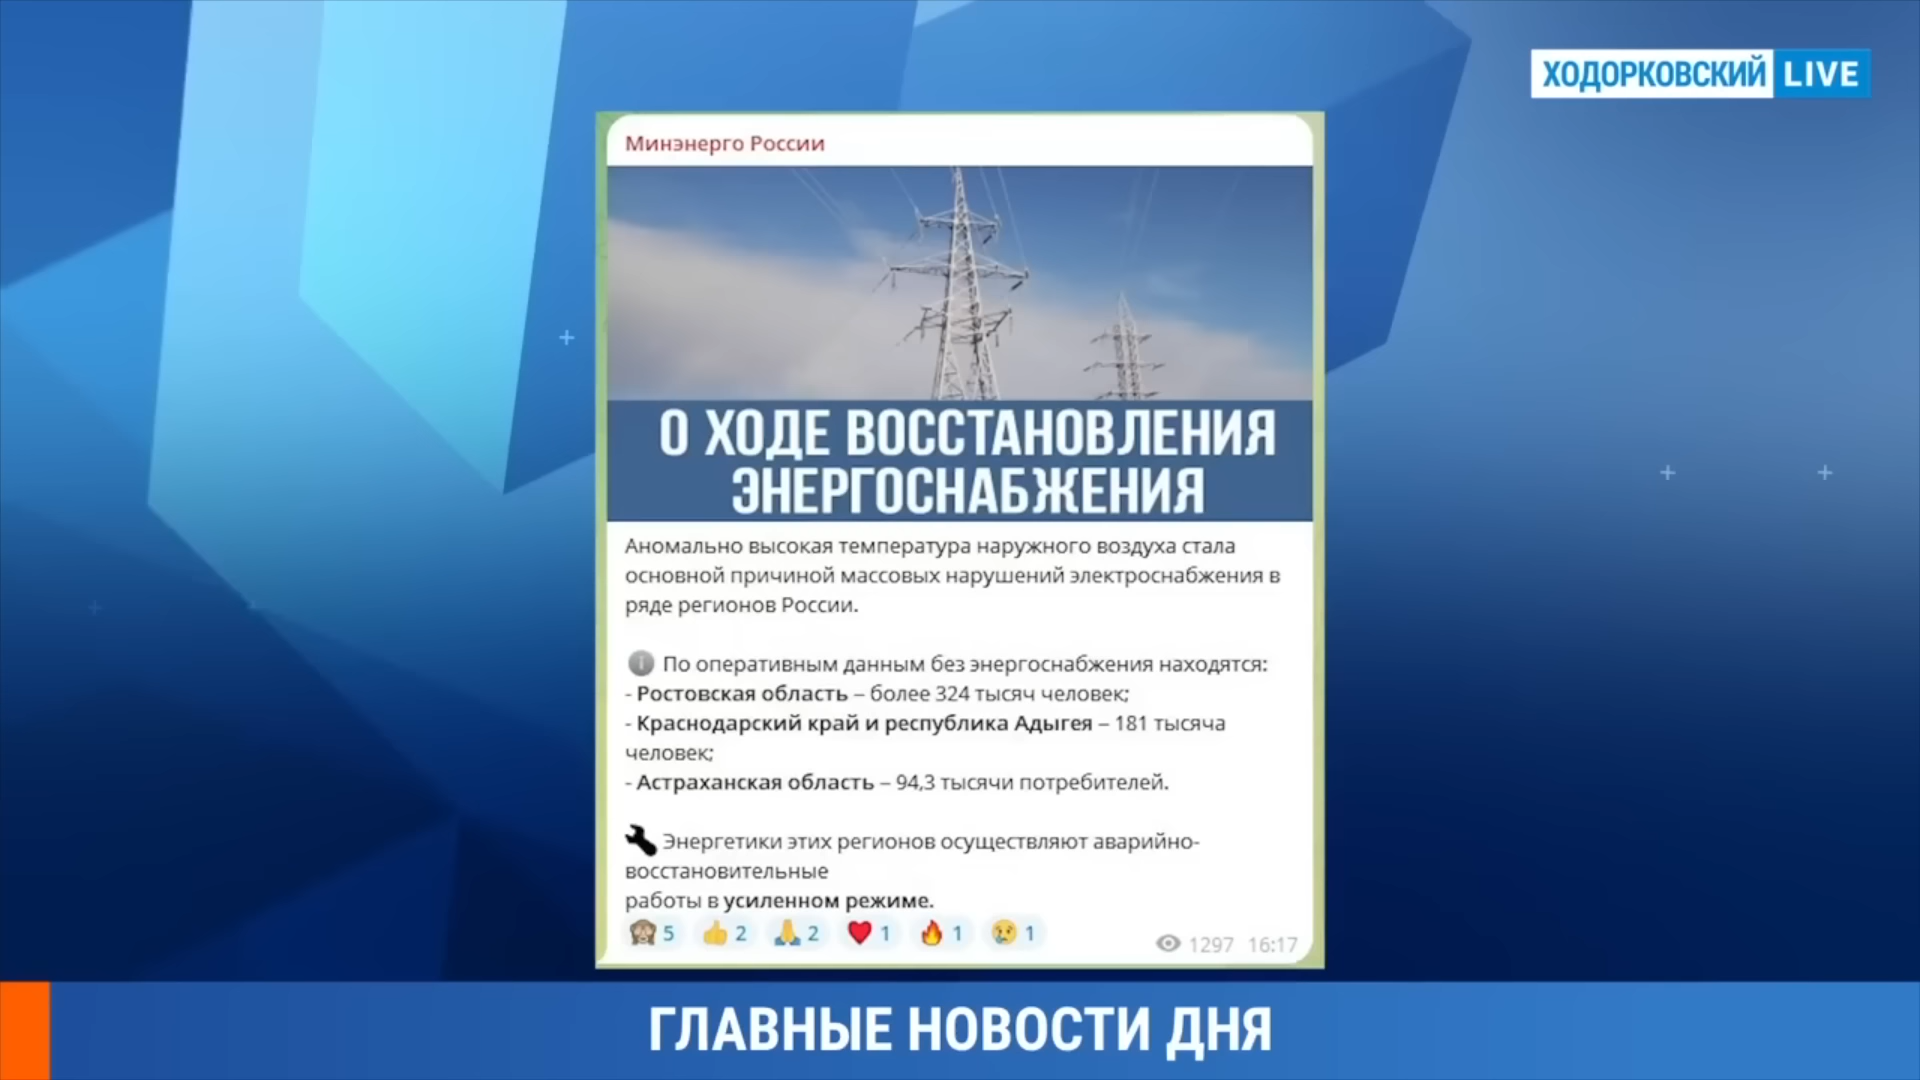 ХОДОРКОВСКИЙ LIVE
Минэнерго России
О ХОДЕ ВОССТАНОВЛЕНИЯ
ЭНЕРГОСНАБЖЕНИЯ
Аномально высокая температура наружного воздуха стала
основной причиной массовых нарушений электроснабжения в
ряде регионов России.
По оперативным данным без энергоснабжения находятся:
- Ростовская область – более 324 тысяч человек;
- Краснодарский край и республика Адыгея – 181 тысяча
человек;
- Астраханская область – 94,3 тысячи потребителей.
Энергетики этих регионов осуществляют аварийно-
восстановительные
работы в усиленном режиме.
5 2 2 1 1 1
1297 16:17
ГЛАВНЫЕ НОВОСТИ ДНЯ